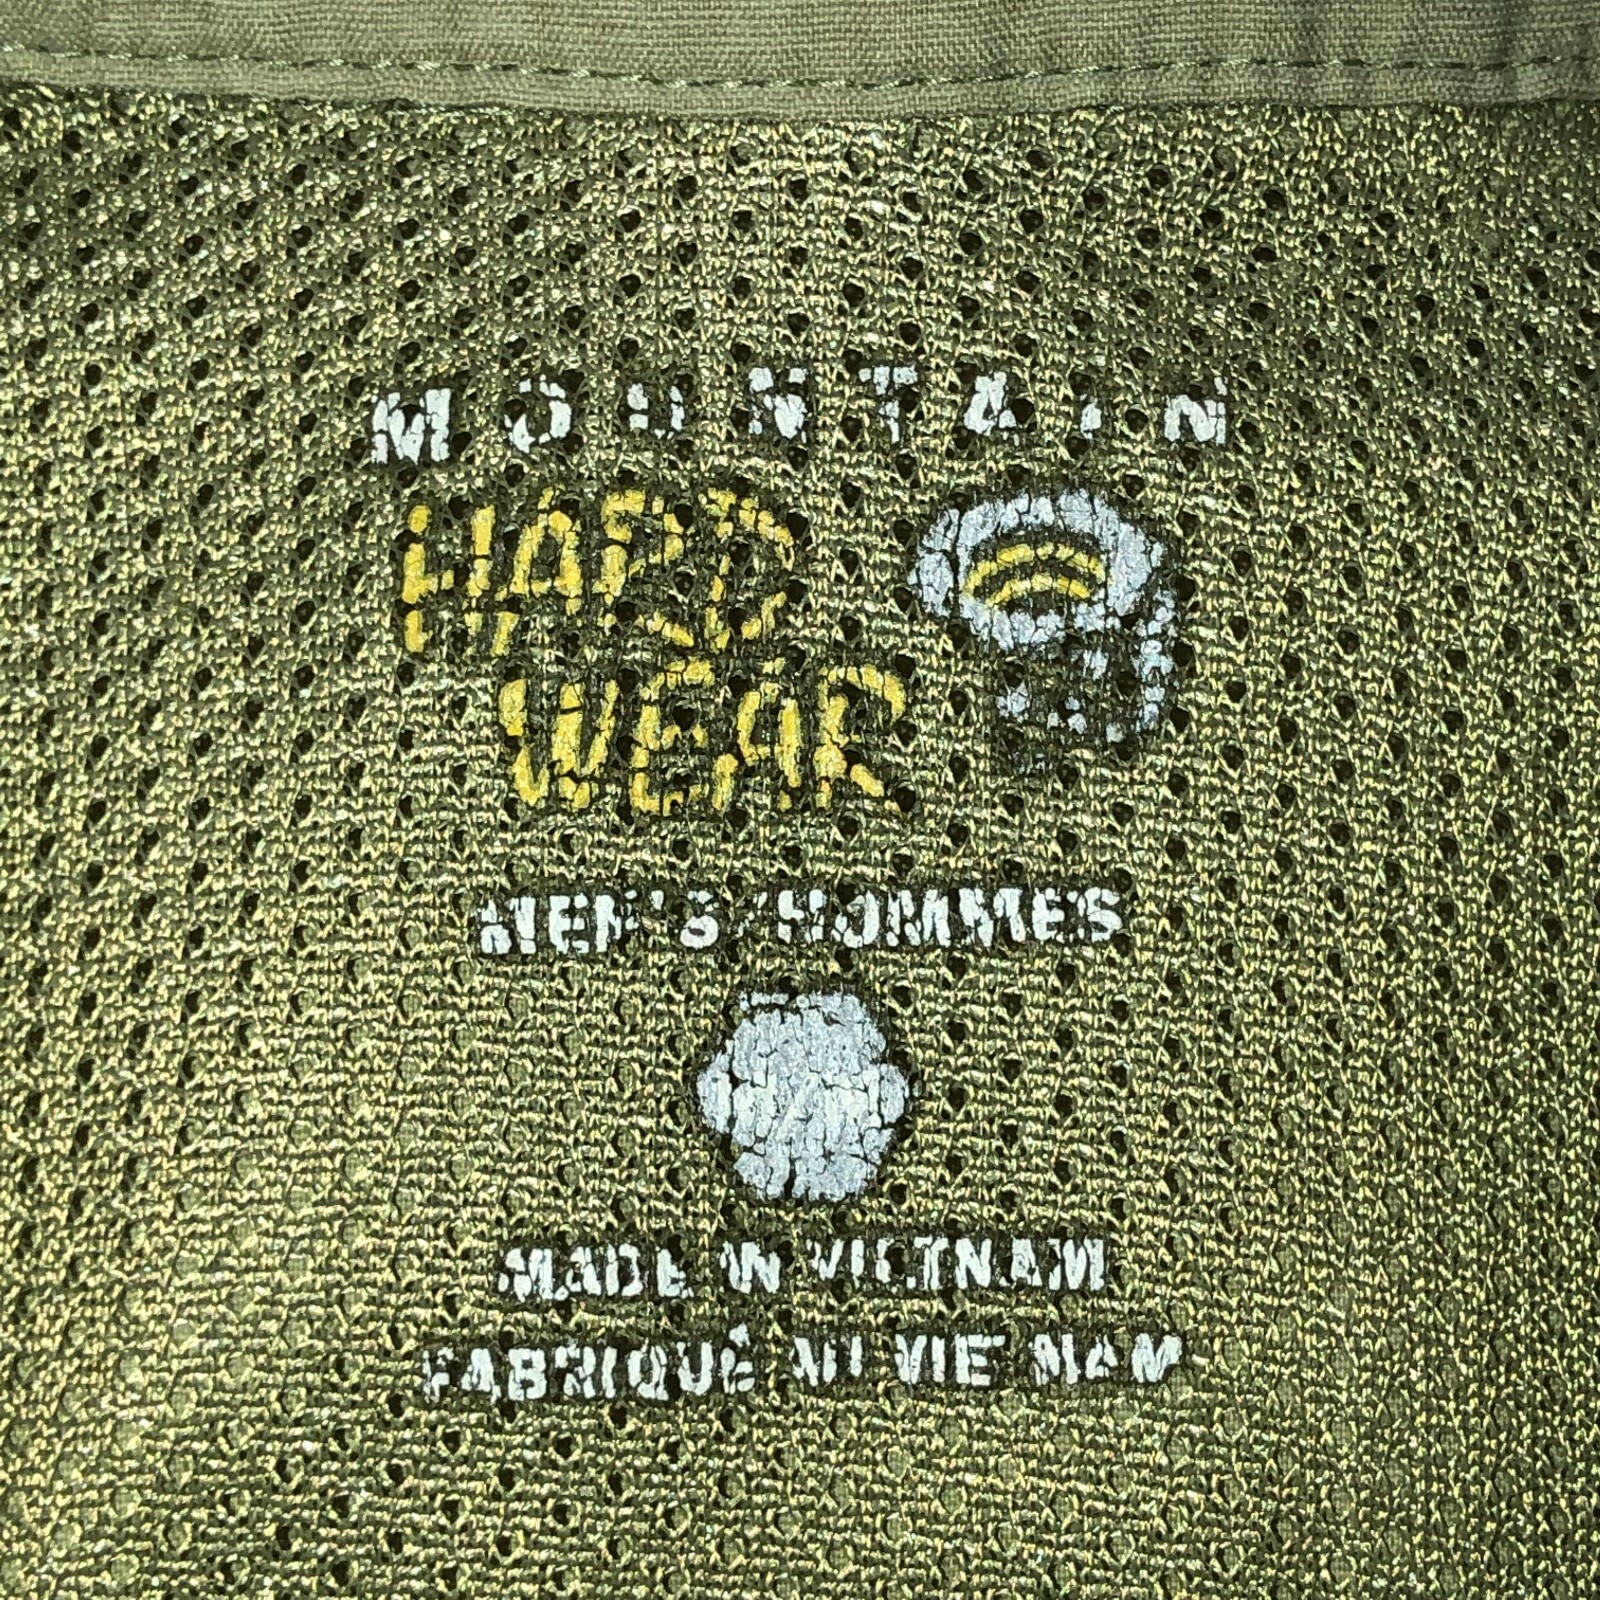 MOUNTAIN
HARD
WEAR
MEN'S / HOMMES
MADE IN VIETNAM
FABRIQUÉ AU VIET NAM